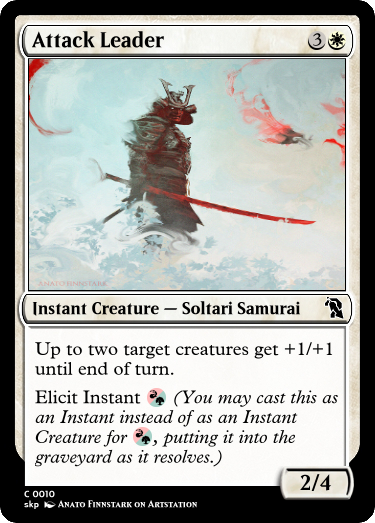 Attack Leader 3
ANATO FINNSTARK
Instant Creature — Soltari Samurai
Up to two target creatures get +1/+1
until end of turn.
Elicit Instant (You may cast this as
an Instant instead of as an Instant
Creature for , putting it into the
graveyard as it resolves.)
2/4
C 0010
skp Anato Finnstark on Artstation